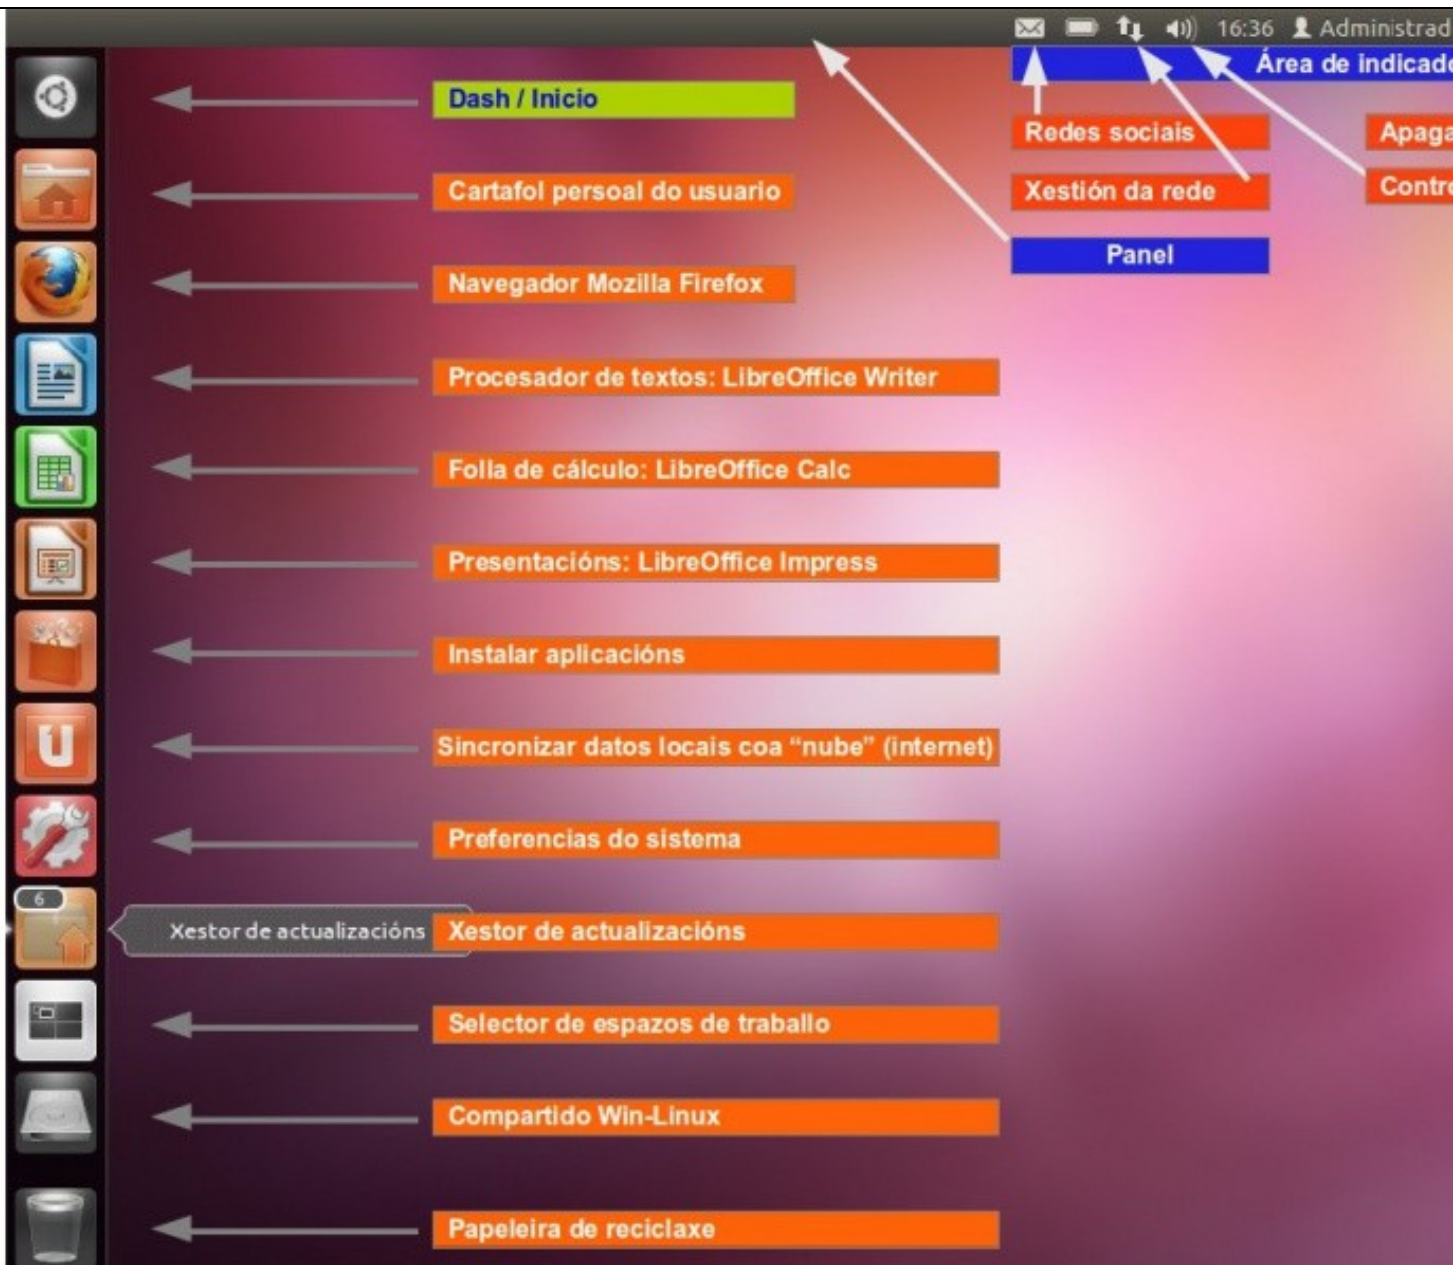 16:36 Administrad
Área de indicado
Dash / Inicio
Redes sociais
Apaga
Cartafol persoal do usuario
Xestión da rede
Contro
Panel
Navegador Mozilla Firefox
Procesador de textos: LibreOffice Writer
Folla de cálculo: LibreOffice Calc
Presentacións: LibreOffice Impress
Instalar aplicacións
Sincronizar datos locais coa “nube” (internet)
Preferencias do sistema
6
Xestor de actualizacións
Xestor de actualizacións
Selector de espazos de traballo
Compartido Win-Linux
Papeleira de reciclaxe